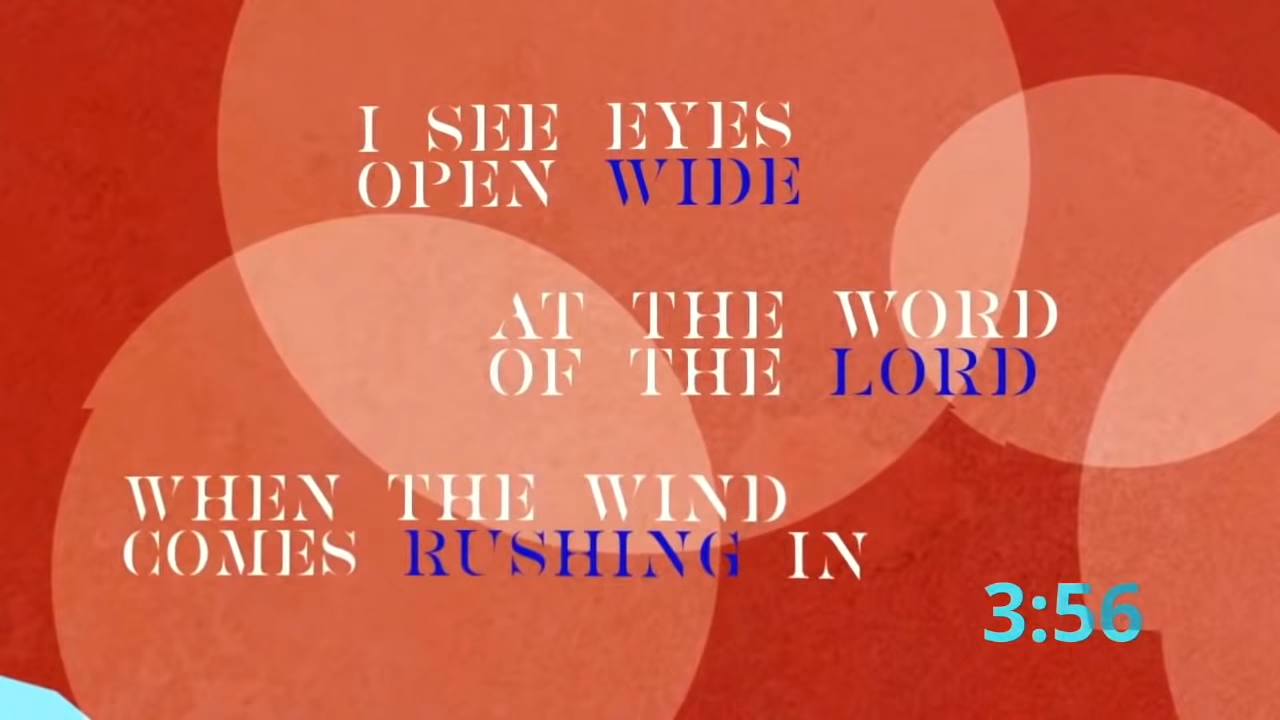 I SEE EYES
OPEN WIDE
AT THE WORD
OF THE LORD
WHEN THE WIND
COMES RUSHING IN
3:56